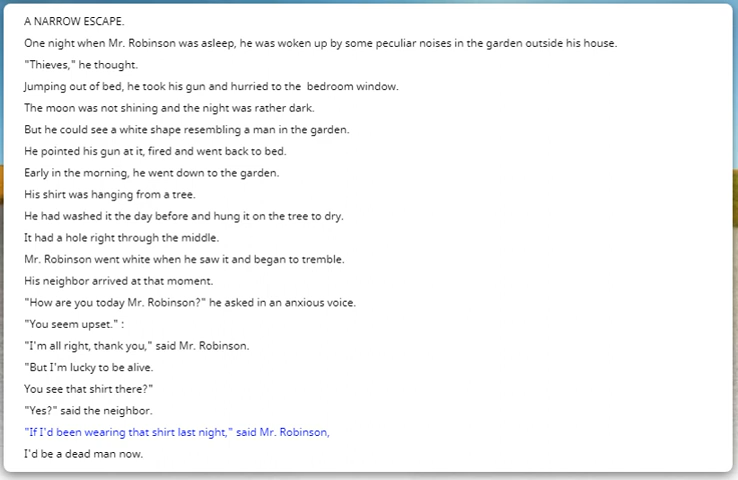 A NARROW ESCAPE.
One night when Mr. Robinson was asleep, he was woken up by some peculiar noises in the garden outside his house.
"Thieves," he thought.
Jumping out of bed, he took his gun and hurried to the  bedroom window.
The moon was not shining and the night was rather dark.
But he could see a white shape resembling a man in the garden.
He pointed his gun at it, fired and went back to bed.
Early in the morning, he went down to the garden.
His shirt was hanging from a tree.
He had washed it the day before and hung it on the tree to dry.
It had a hole right through the middle.
Mr. Robinson went white when he saw it and began to tremble.
His neighbor arrived at that moment.
"How are you today Mr. Robinson?" he asked in an anxious voice.
"You seem upset." :
"I'm all right, thank you," said Mr. Robinson.
"But I'm lucky to be alive.
You see that shirt there?"
"Yes?" said the neighbor.
"If I'd been wearing that shirt last night," said Mr. Robinson,
I'd be a dead man now.